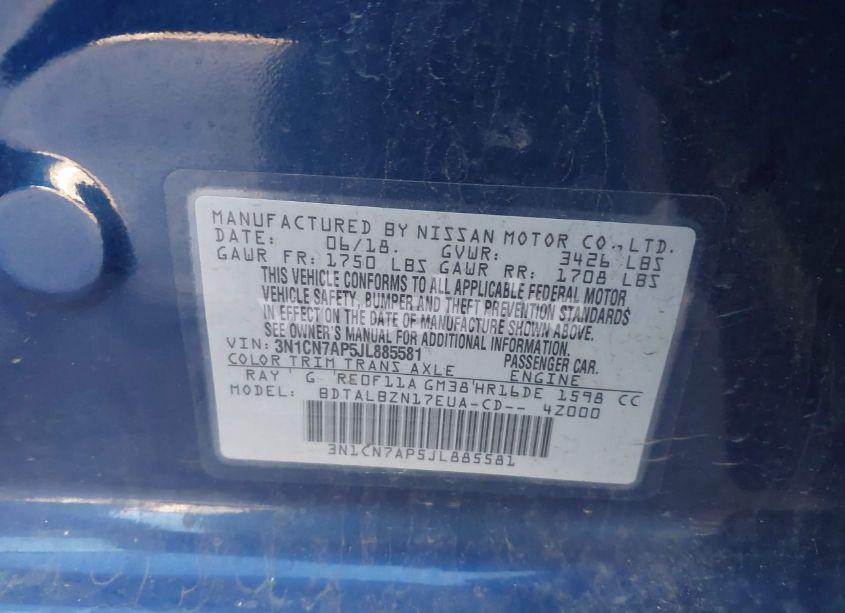 MANUFACTURED BY NISSAN MOTOR CO., LTD.
DATE: 06/18. GVWR: 3426 LBS
GAWR FR: 1750 LBS GAWR RR: 1708 LBS
THIS VEHICLE CONFORMS TO ALL APPLICABLE FEDERAL MOTOR
VEHICLE SAFETY, BUMPER AND THEFT PREVENTION STANDARDS
IN EFFECT ON THE DATE OF MANUFACTURE SHOWN ABOVE.
SEE OWNER'S MANUAL FOR ADDITIONAL INFORMATION.
VIN: 3N1CN7AP5JL885581 PASSENGER CAR.
COLOR TRIM TRANS AXLE ENGINE
RAY G RE0F11A GM38 HR16DE 1598 CC
MODEL: BDTALBZN17EUA-CD-- 4Z000
3N1CN7AP5JL885581